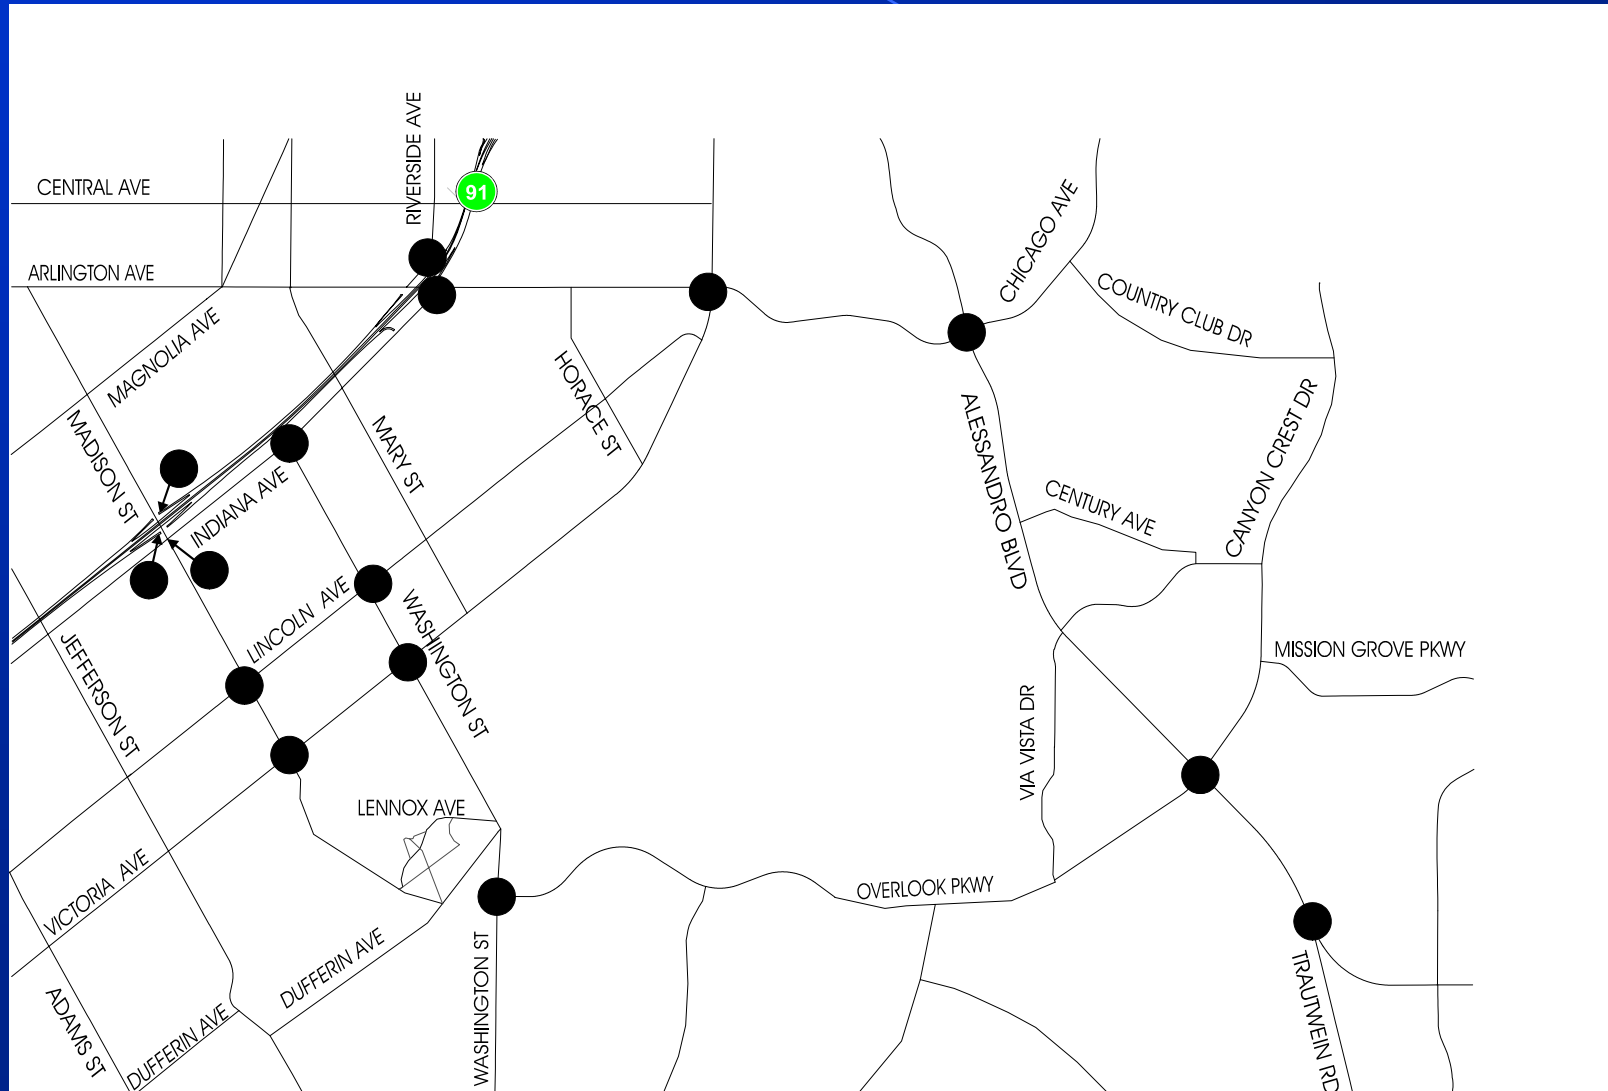 RIVERSIDE AVE
CENTRAL AVE
91
CHICAGO AVE
ARLINGTON AVE
COUNTRY CLUB DR
MAGNOLIA AVE
HORACE ST
CANYON CREST DR
ALESSANDRO BLVD
MADISON ST
MARY ST
INDIANA AVE
CENTURY AVE
LINCOLN AVE
WASHINGTON ST
JEFFERSON ST
MISSION GROVE PKWY
VIA VISTA DR
LENNOX AVE
VICTORIA AVE
OVERLOOK PKWY
DUFFERIN AVE
WASHINGTON ST
TRAUTWEIN RD
ADAMS ST
DUFFERIN AVE